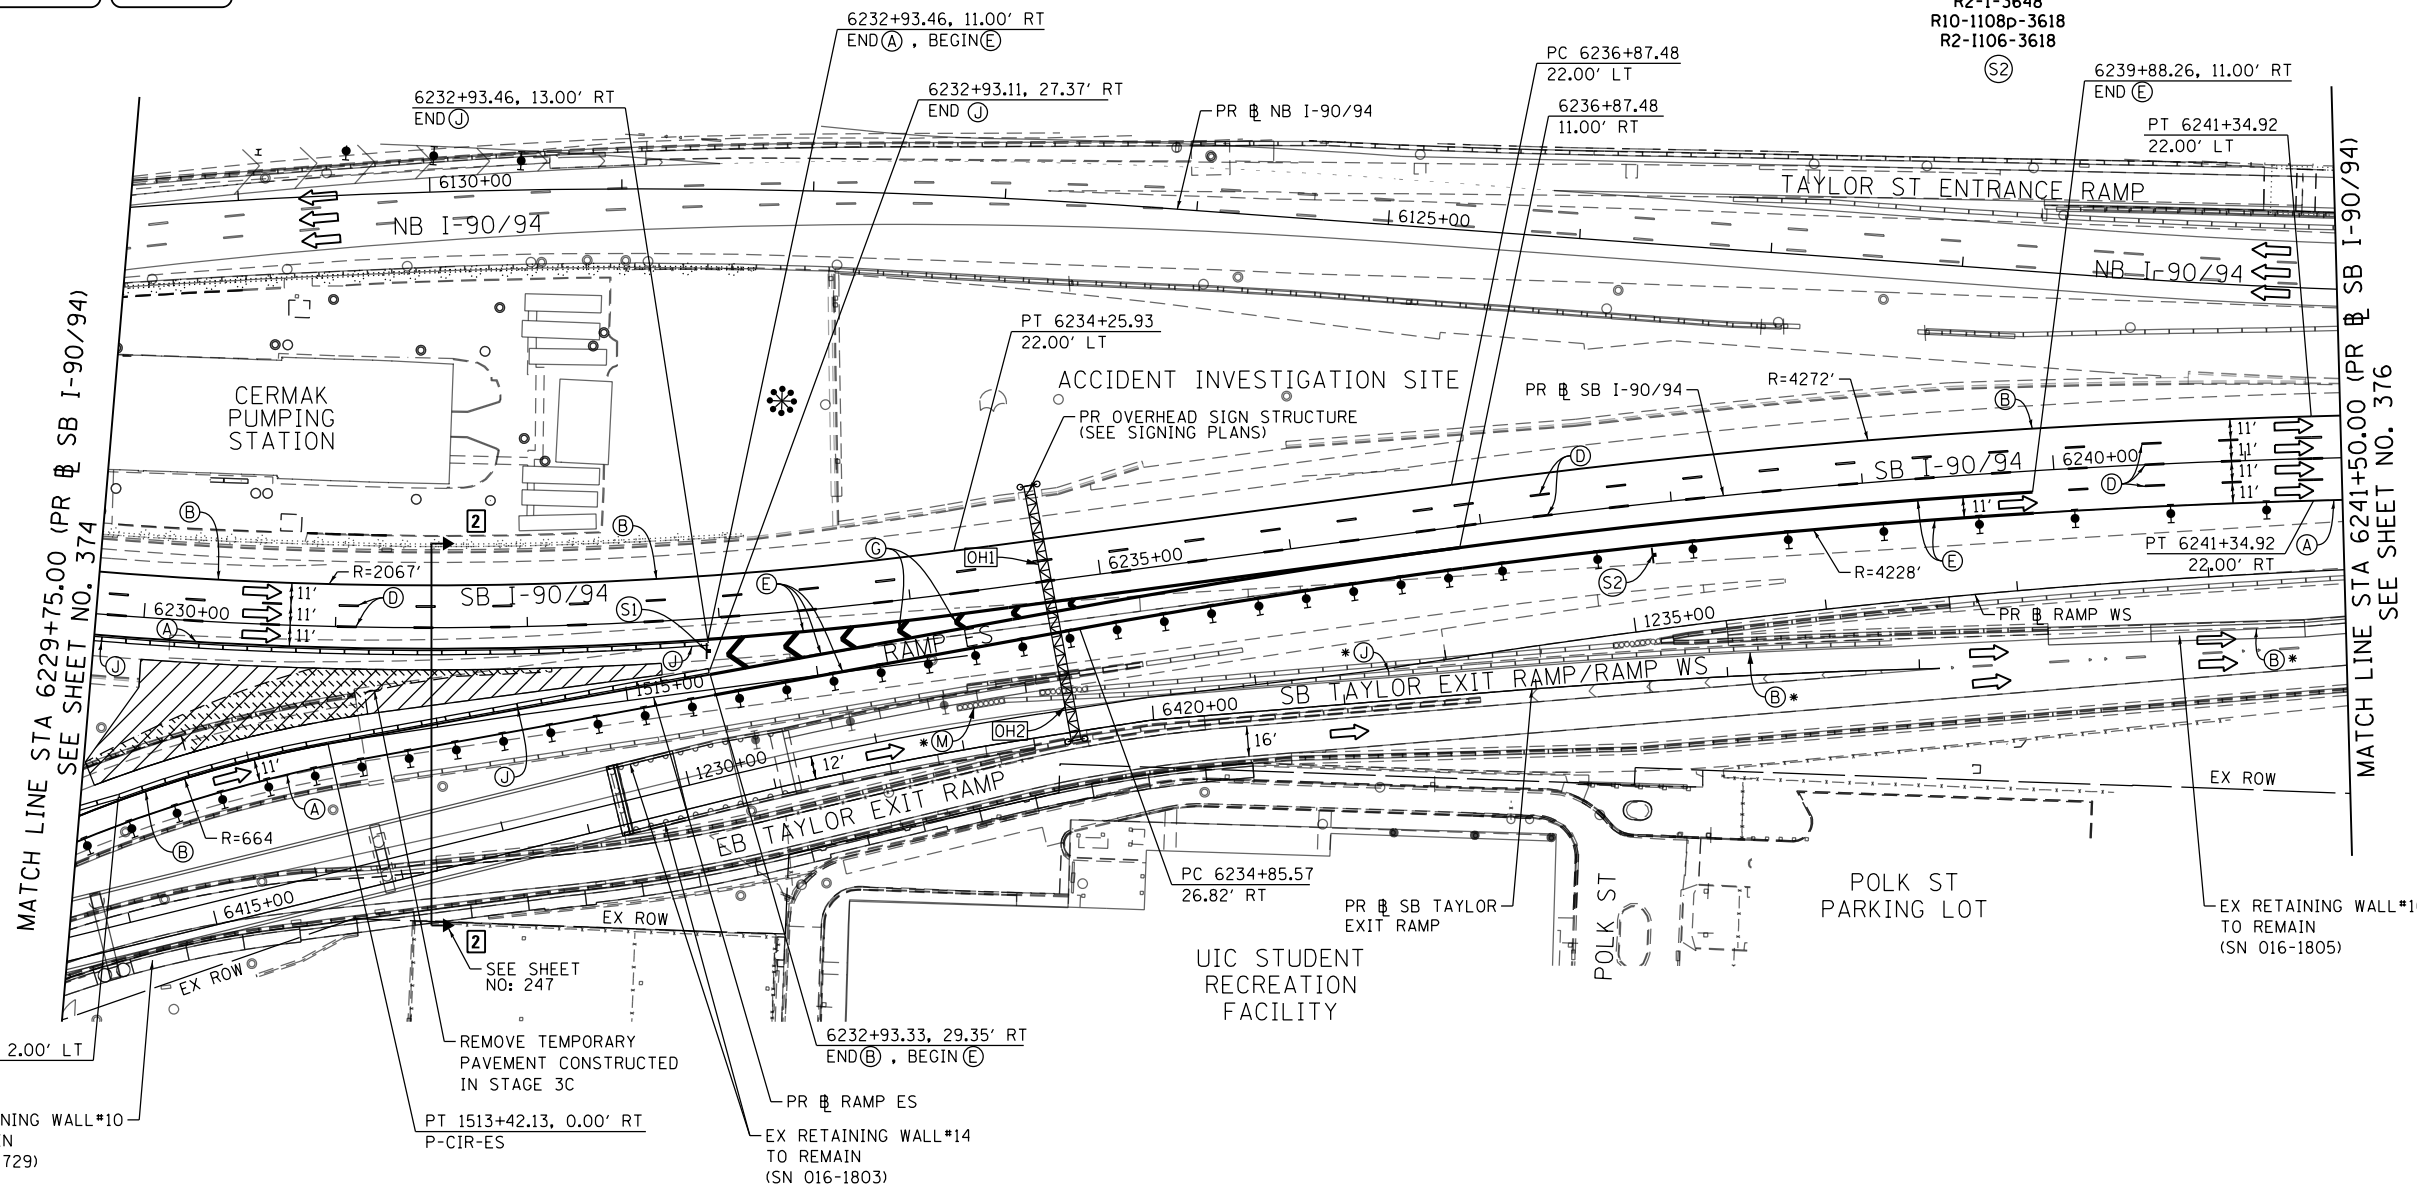 6232+93.46, 11.00' RT
END Ⓐ , BEGIN Ⓔ
R10-1108p-3618
R2-I106-3618
S2
PC 6236+87.48
22.00' LT
6239+88.26, 11.00' RT
END Ⓔ
6232+93.46, 13.00' RT
END Ⓙ
6232+93.11, 27.37' RT
END Ⓙ
PR ℄ NB I-90/94
6236+87.48
11.00' RT
PT 6241+34.92
22.00' LT
6130+00
NB I-90/94
6125+00
TAYLOR ST ENTRANCE RAMP
NB I-90/94
PT 6234+25.93
22.00' LT
ACCIDENT INVESTIGATION SITE
PR OVERHEAD SIGN STRUCTURE
(SEE SIGNING PLANS)
PR ℄ SB I-90/94
R=4272'
B
CERMAK
PUMPING
STATION
MATCH LINE STA 6229+75.00 (PR ℄ SB I-90/94)
SEE SHEET NO. 374
MATCH LINE STA 6241+50.00 (PR ℄ SB I-90/94)
SEE SHEET NO. 376
11'
11'
11'
11'
D
SB I-90/94
6240+00
D
2
B
B
G
E
OH1
6235+00
R=2067'
11'
11'
11'
D
6230+00
SB I-90/94
S1
A
J
J
RAMP ES
11'
E
S2
R=4228'
PT 6241+34.92
22.00' RT
A
1235+00
PR ℄ RAMP WS
B *
* J
B *
SB TAYLOR EXIT RAMP/RAMP WS
1515+00
6420+00
OH2
* M
16'
12'
1230+00
EB TAYLOR EXIT RAMP
J
11'
A
R=664
B
6415+00
EX ROW
EX ROW
EX ROW
2
SEE SHEET
NO: 247
PC 6234+85.57
26.82' RT
PR ℄ SB TAYLOR
EXIT RAMP
POLK ST
POLK ST
PARKING LOT
UIC STUDENT
RECREATION
FACILITY
TO REMAIN
(SN 016-1805)
EX RETAINING
2.00' LT
REMOVE TEMPORARY
PAVEMENT CONSTRUCTED
IN STAGE 3C
6232+93.33, 29.35' RT
END Ⓑ , BEGIN Ⓔ
PR ℄ RAMP ES
PT 1513+42.13, 0.00' RT
P-CIR-ES
EX RETAINING WALL#14
TO REMAIN
(SN 016-1803)
WALL#10
729)